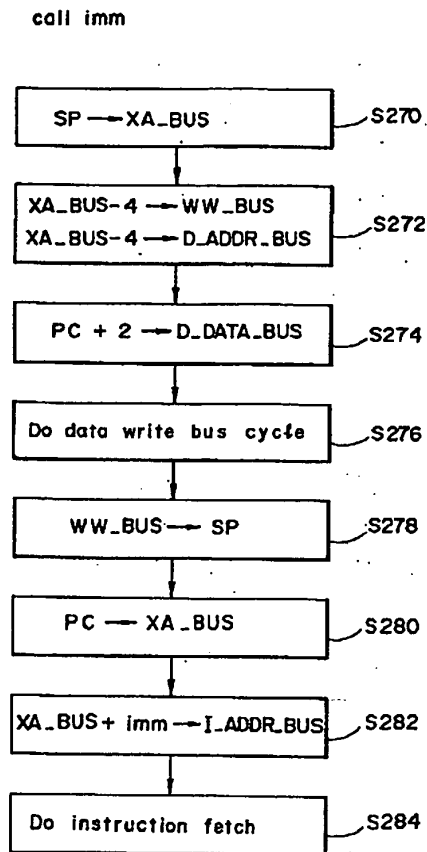 call imm
SP → XA_BUS
S270
XA_BUS-4 → WW_BUS
XA_BUS-4 → D_ADDR_BUS
S272
PC + 2 → D_DATA_BUS
S274
Do data write bus cycle
S276
WW_BUS → SP
S278
PC → XA_BUS
S280
XA_BUS + imm → I_ADDR_BUS
S282
Do instruction fetch
S284